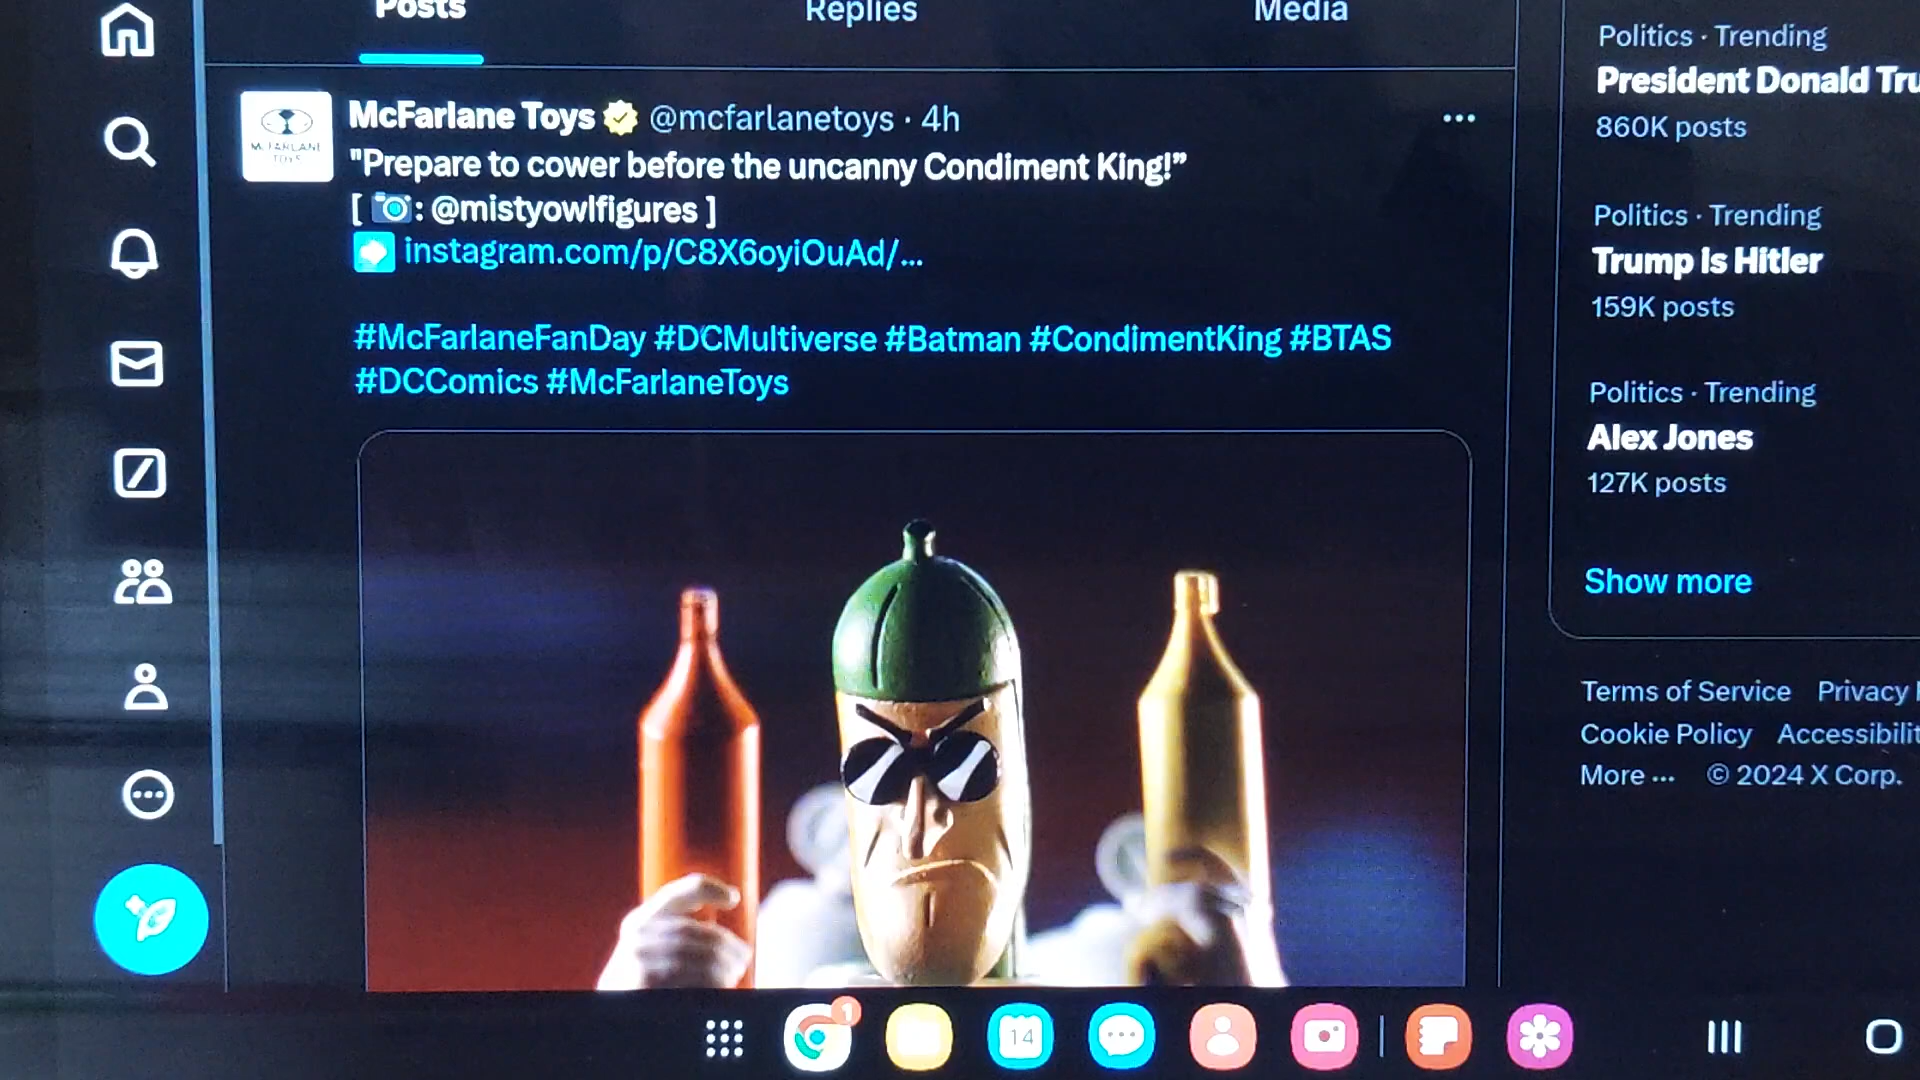 Posts
Replies
Media
McFarlane Toys @mcfarlanetoys · 4h
MCFARLANE
TOYS
"Prepare to cower before the uncanny Condiment King!”
[ 📷: @mistyowlfigures ]
➡️ instagram.com/p/C8X6oyiOuAd/…
#McFarlaneFanDay #DCMultiverse #Batman #CondimentKing #BTAS
#DCComics #McFarlaneToys
Politics · Trending
President Donald Tru
860K posts
Politics · Trending
Trump is Hitler
159K posts
Politics · Trending
Alex Jones
127K posts
Show more
Terms of Service Privacy
Cookie Policy Accessibilit
More ··· © 2024 X Corp.
1
14